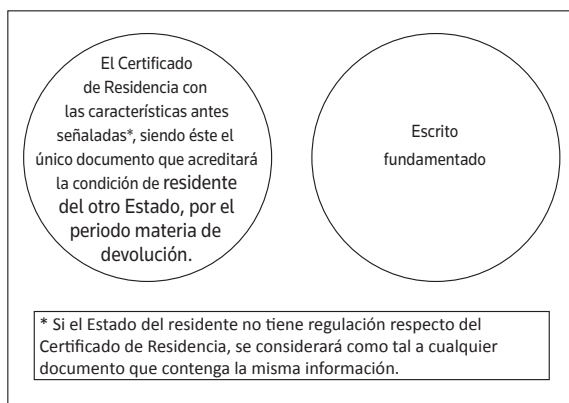 El Certificado
de Residencia con
las características antes
señaladas*, siendo éste el
único documento que acreditará
la condición de residente
del otro Estado, por el
periodo materia de
devolución.
Escrito
fundamentado
* Si el Estado del residente no tiene regulación respecto del
Certificado de Residencia, se considerará como tal a cualquier
documento que contenga la misma información.